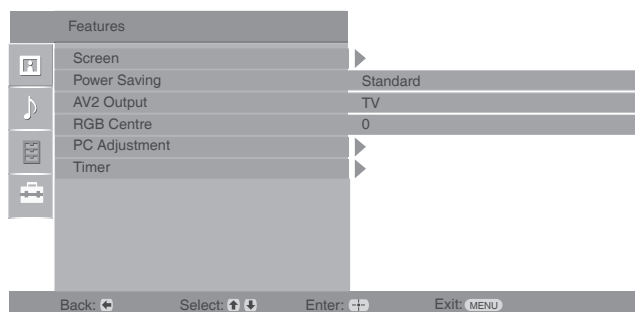 Features
Screen
Power Saving Standard
AV2 Output TV
RGB Centre 0
PC Adjustment
Timer
Back: Select: Enter: Exit: MENU